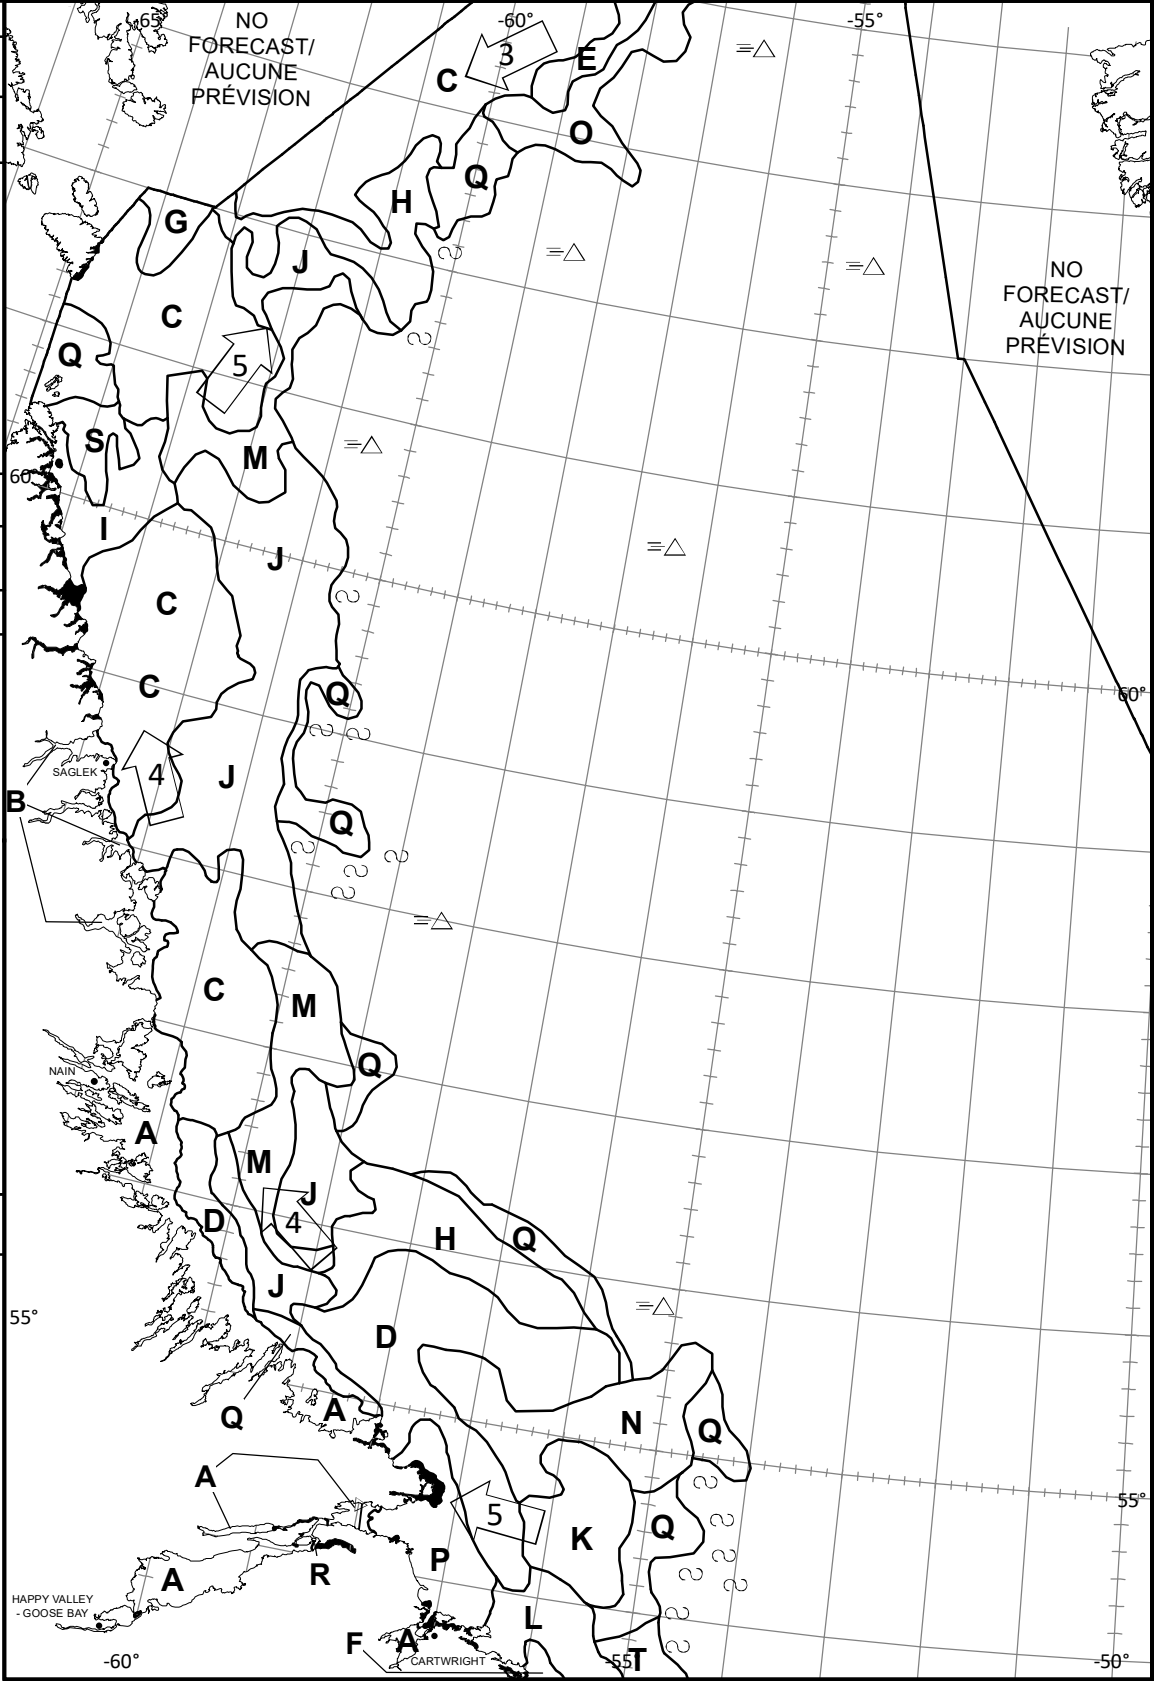 65°
NO
FORECAST/
AUCUNE
PRÉVISION
-60°
-55°
3
E
C
O
Q
H
G
J
NO
FORECAST/
AUCUNE
PRÉVISION
C
Q
5
S
M
60°
I
J
C
C
Q
60°
SAGLEK
4
J
B
Q
C
M
Q
NAIN
A
M
J
D
4
H
Q
J
55°
D
Q
A
N
Q
A
55°
5
K
Q
P
R
A
HAPPY VALLEY
- GOOSE BAY
L
F
A
CARTWRIGHT
T
-60°
-55°
-50°